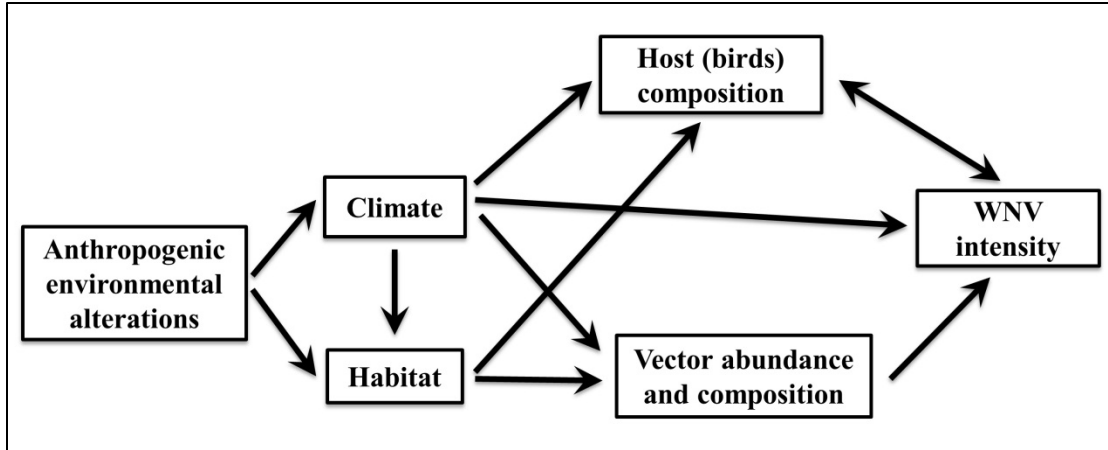 Host (birds)
composition
Climate
WNV
intensity
Anthropogenic
environmental
alterations
Habitat
Vector abundance
and composition